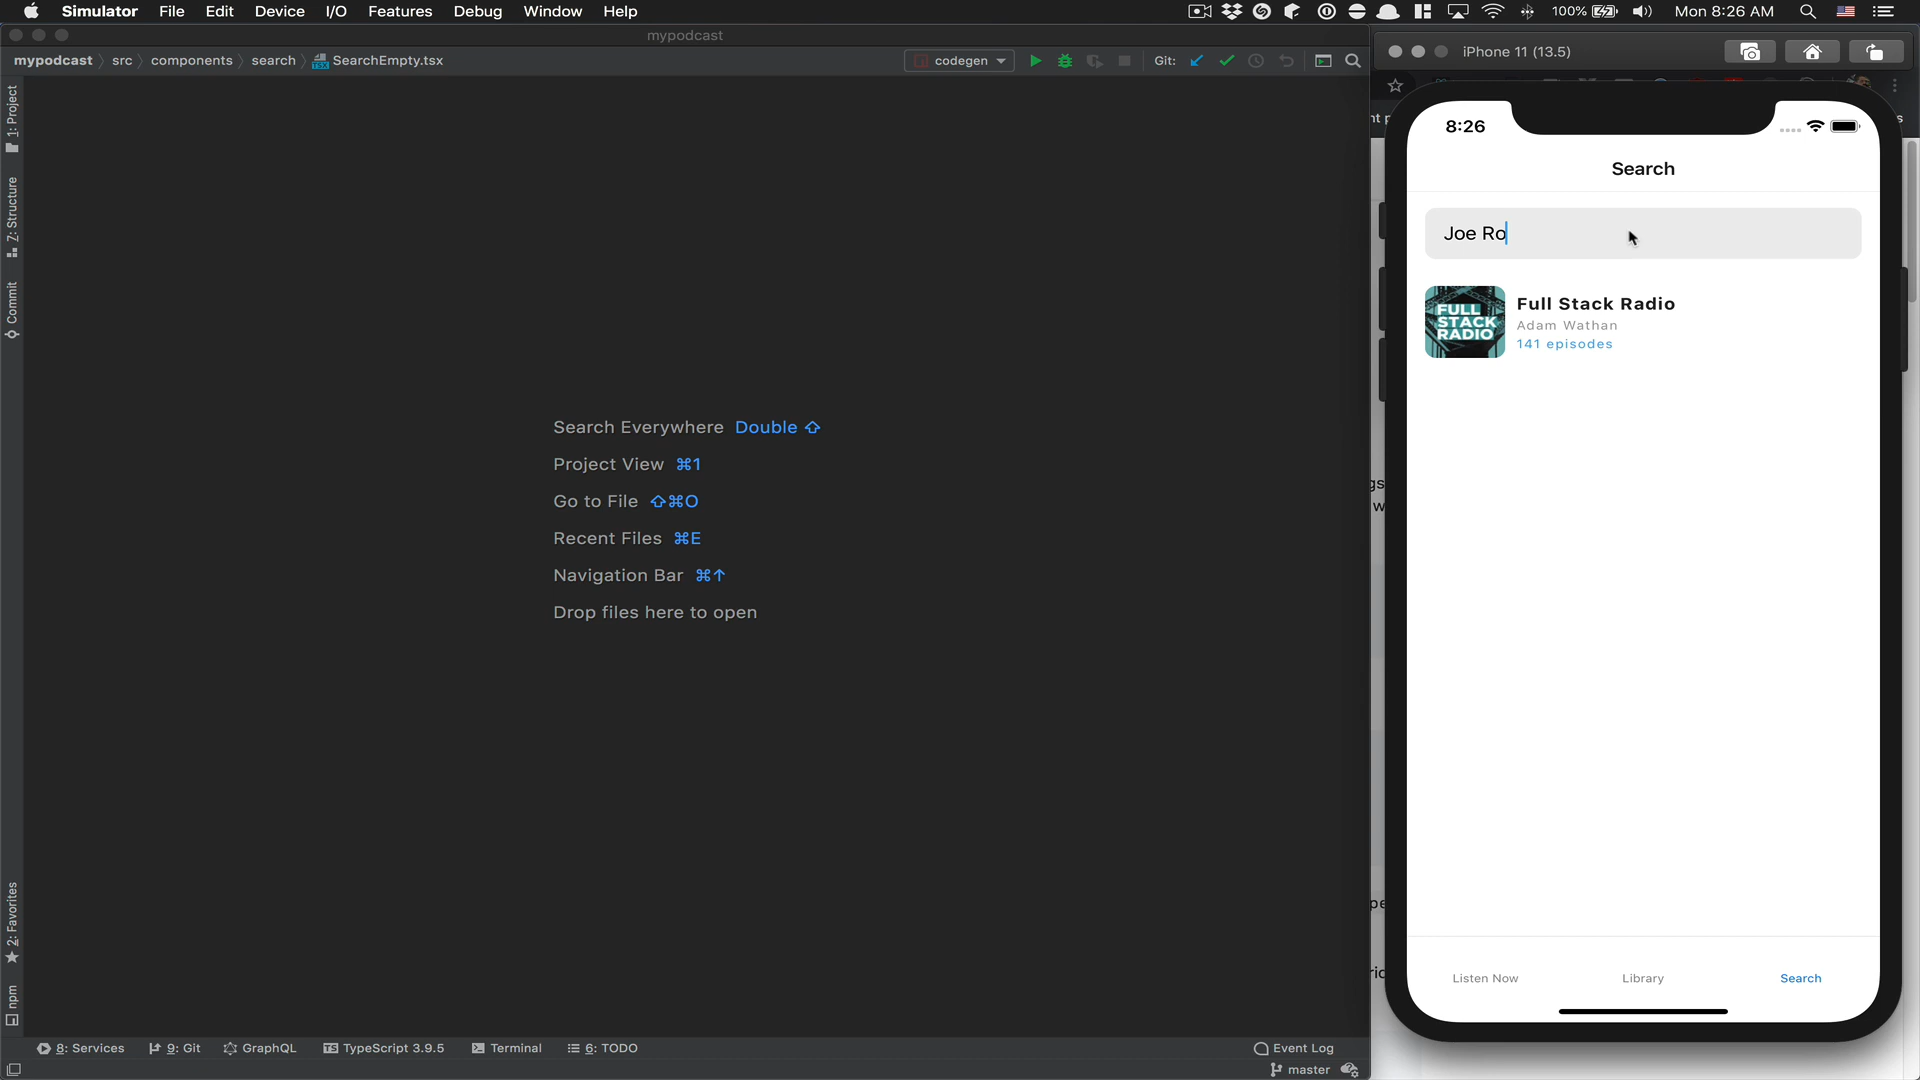 Simulator File Edit Device I/O Features Debug Window Help
100% Mon 8:26 AM
mypodcast
mypodcast src components search SearchEmpty.tsx
codegen
Git:
iPhone 11 (13.5)
1: Project
Z: Structure
Commit
2: Favorites
npm
Search Everywhere Double ⇧
Project View ⌘1
Go to File ⇧⌘O
Recent Files ⌘E
Navigation Bar ⌘↑
Drop files here to open
8:26
Search
Joe Ro
FULL
STACK
RADIO
Full Stack Radio
Adam Wathan
141 episodes
Listen Now Library Search
8: Services 9: Git GraphQL TypeScript 3.9.5 Terminal 6: TODO
Event Log
master